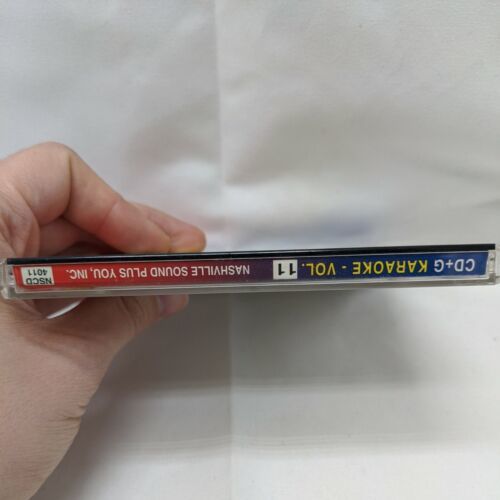 CD+G KARAOKE - VOL. 11 NASHVILLE SOUND PLUS YOU, INC.
NSCD
4011